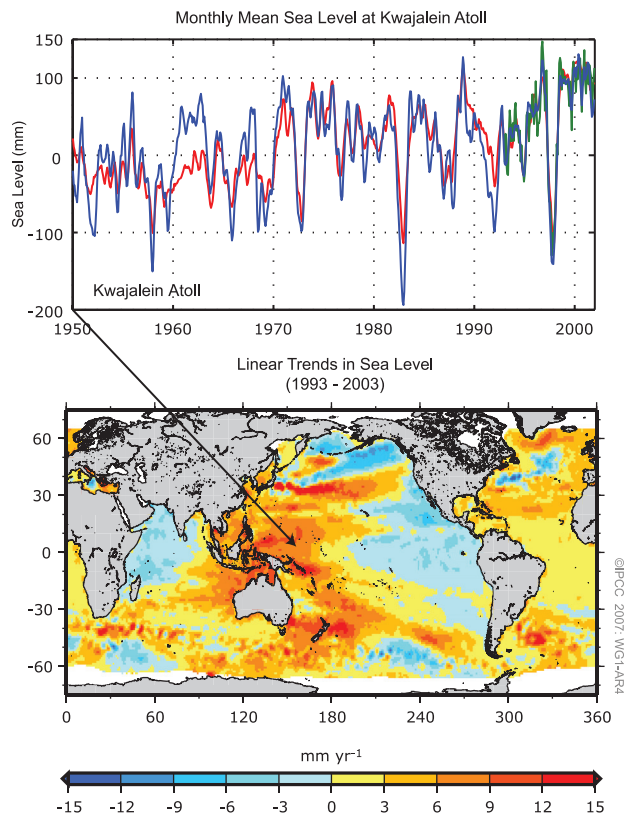 Monthly Mean Sea Level at Kwajalein Atoll
150
100
0
-100
-200
Sea Level (mm)
Kwajalein Atoll
1950 1960 1970 1980 1990 2000
Linear Trends in Sea Level
(1993 - 2003)
60
30
0
-30
-60
0 60 120 180 240 300 360
©IPCC 2007: WG1-AR4
mm yr⁻¹
-15 -12 -9 -6 -3 0 3 6 9 12 15